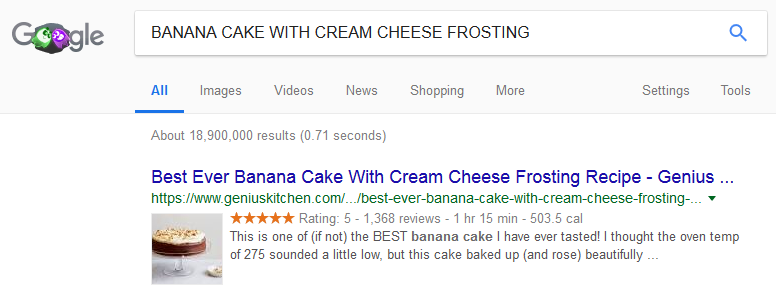 Google
BANANA CAKE WITH CREAM CHEESE FROSTING
All Images Videos News Shopping More Settings Tools
About 18,900,000 results (0.71 seconds)
Best Ever Banana Cake With Cream Cheese Frosting Recipe - Genius ...
https://www.geniuskitchen.com/.../best-ever-banana-cake-with-cream-cheese-frosting-...
Rating: 5 - 1,368 reviews - 1 hr 15 min - 503.5 cal
This is one of (if not) the BEST banana cake I have ever tasted! I thought the oven temp
of 275 sounded a little low, but this cake baked up (and rose) beautifully ...